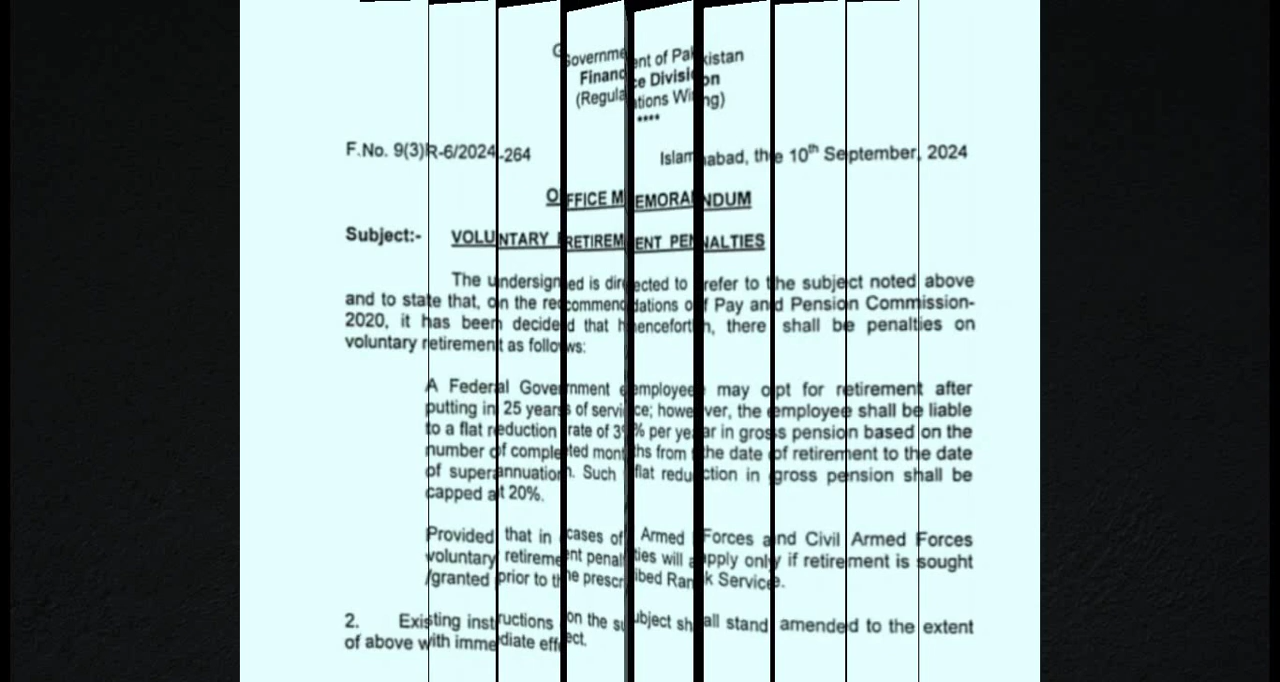 Government of Pakistan
Finance Division
(Regulations Wing)
****
F.No. 9(3)R-6/2024-264 Islamabad, the 10th September, 2024
OFFICE MEMORANDUM
Subject:- VOLUNTARY RETIREMENT PENALTIES
The undersigned is directed to refer to the subject noted above
and to state that, on the recommendations of Pay and Pension Commission-
2020, it has been decided that henceforth, there shall be penalties on
voluntary retirement as follows:
A Federal Government employee may opt for retirement after
putting in 25 years of service; however, the employee shall be liable
to a flat reduction rate of 3% per year in gross pension based on the
number of completed months from the date of retirement to the date
of superannuation. Such flat reduction in gross pension shall be
capped at 20%.
Provided that in cases of Armed Forces and Civil Armed Forces
voluntary retirement penalties will apply only if retirement is sought
/granted prior to the prescribed Rank Service.
2. Existing instructions on the subject shall stand amended to the extent
of above with immediate effect.